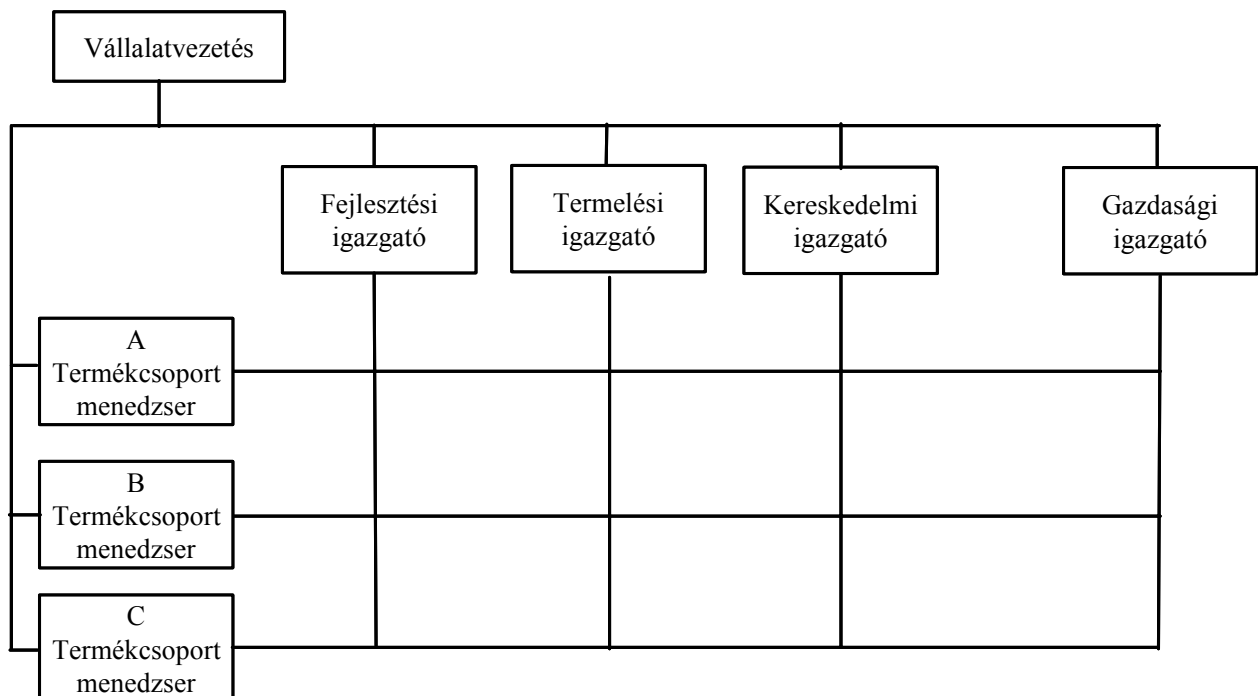 Vállalatvezetés
Fejlesztési
igazgató
Termelési
igazgató
Kereskedelmi
igazgató
Gazdasági
igazgató
A
Termékcsoport
menedzser
B
Termékcsoport
menedzser
C
Termékcsoport
menedzser